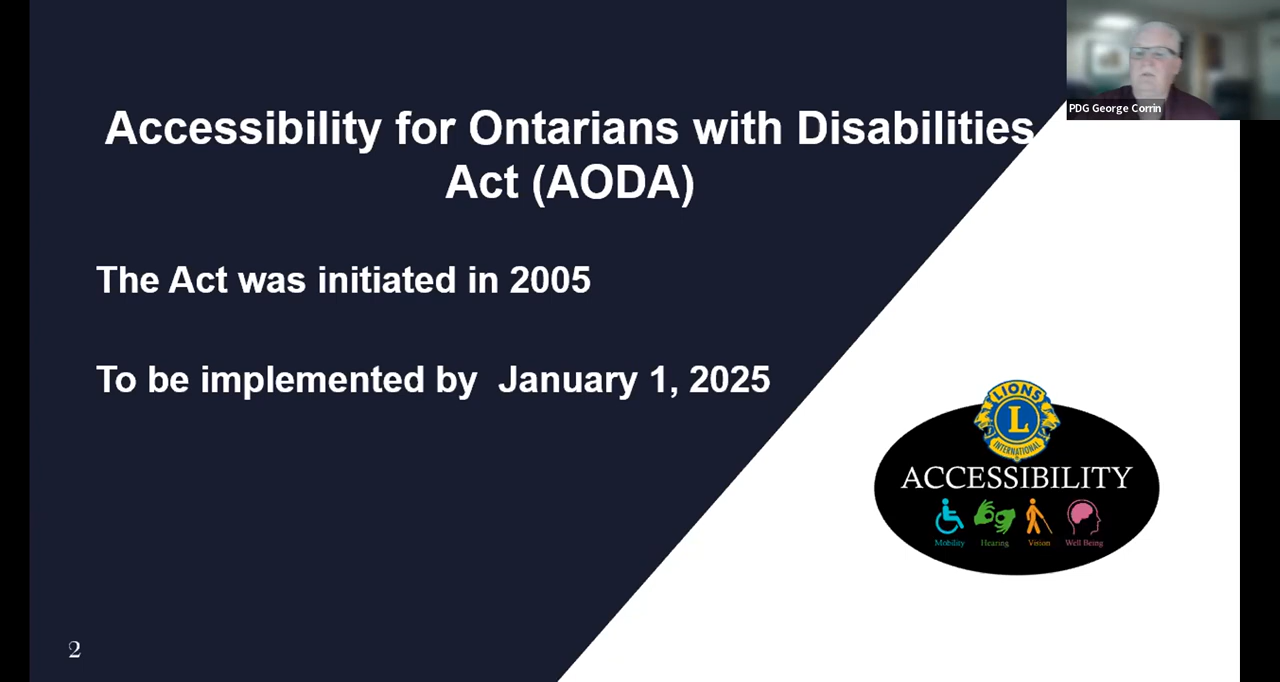 PDG George Corrin
Accessibility for Ontarians with Disabilities
Act (AODA)
The Act was initiated in 2005
To be implemented by  January 1, 2025
LIONS
L
INTERNATIONAL
ACCESSIBILITY
Mobility
Hearing
Vision
Well Being
2